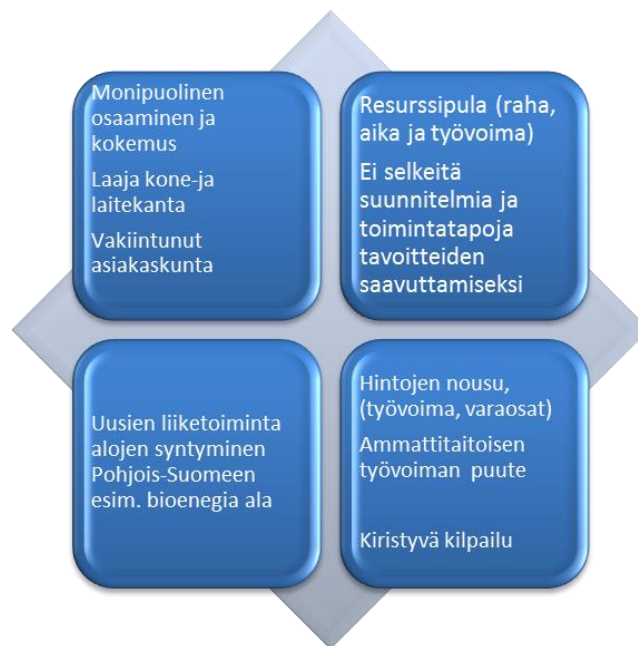 Monipuolinen
osaaminen ja
kokemus
Laaja kone-ja
laitekanta
Vakiintunut
asiakaskunta
Resurssipula (raha,
aika ja työvoima)
Ei selkeitä
suunnitelmia ja
toimintatapoja
tavoitteiden
saavuttamiseksi
Uusien liiketoiminta
alojen syntyminen
Pohjois-Suomeen
esim. bioenegia ala
Hintojen nousu,
(työvoima, varaosat)
Ammattitaitoisen
työvoiman puute
Kiristyvä kilpailu